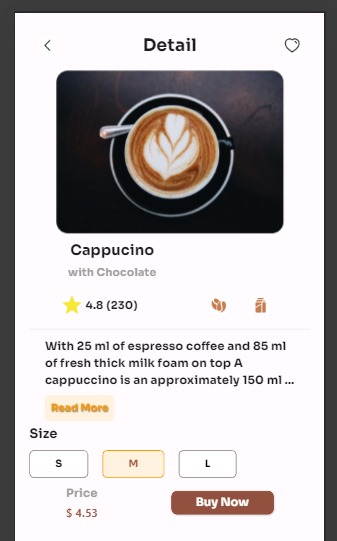 Detail
Cappucino
with Chocolate
4.8 (230)
With 25 ml of espresso coffee and 85 ml
of fresh thick milk foam on top A
cappuccino is an approximately 150 ml ...
Read More
Size
S M L
Price
$ 4.53
Buy Now